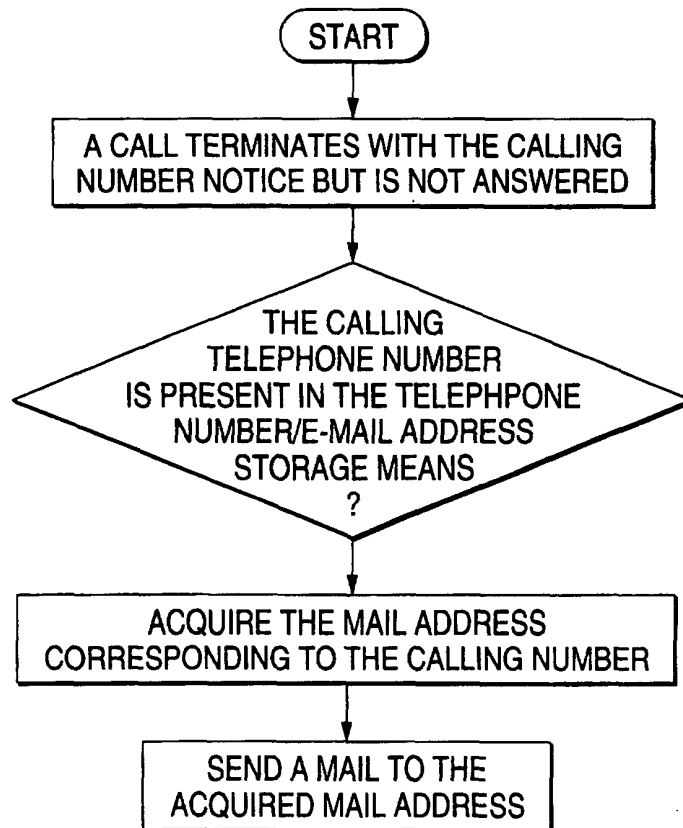 START
A CALL TERMINATES WITH THE CALLING
NUMBER NOTICE BUT IS NOT ANSWERED
THE CALLING
TELEPHONE NUMBER
IS PRESENT IN THE TELEPHPONE
NUMBER/E-MAIL ADDRESS
STORAGE MEANS
?
ACQUIRE THE MAIL ADDRESS
CORRESPONDING TO THE CALLING NUMBER
SEND A MAIL TO THE
ACQUIRED MAIL ADDRESS